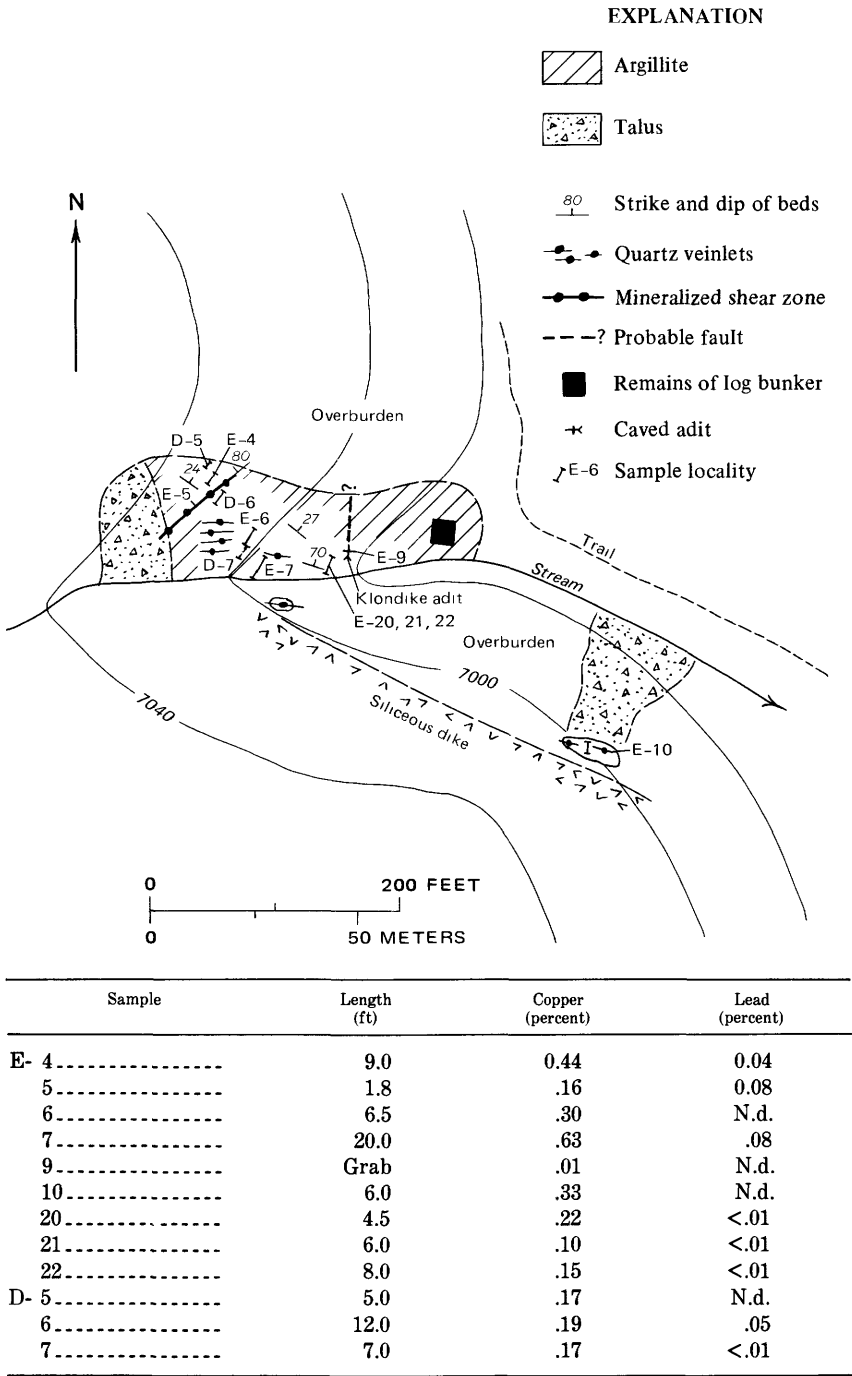 EXPLANATION
Argillite
Talus
80 Strike and dip of beds
Quartz veinlets
Mineralized shear zone
? Probable fault
Remains of log bunker
Caved adit
E-6 Sample locality
N
Overburden
D-5 E-4
24 80
E-5 D-6
E-6 27
?
D-7 E-7 70 E-9
Klondike adit
E-20, 21, 22
Trail
Stream
Overburden
7000
7040
Siliceous dike
E-10
0 200 FEET
0 50 METERS
Sample Length (ft) Copper (percent) Lead (percent)
E- 4 9.0 0.44 0.04
5 1.8 .16 0.08
6 6.5 .30 N.d.
7 20.0 .63 .08
9 Grab .01 N.d.
10 6.0 .33 N.d.
20 4.5 .22 <.01
21 6.0 .10 <.01
22 8.0 .15 <.01
D- 5 5.0 .17 N.d.
6 12.0 .19 .05
7 7.0 .17 <.01